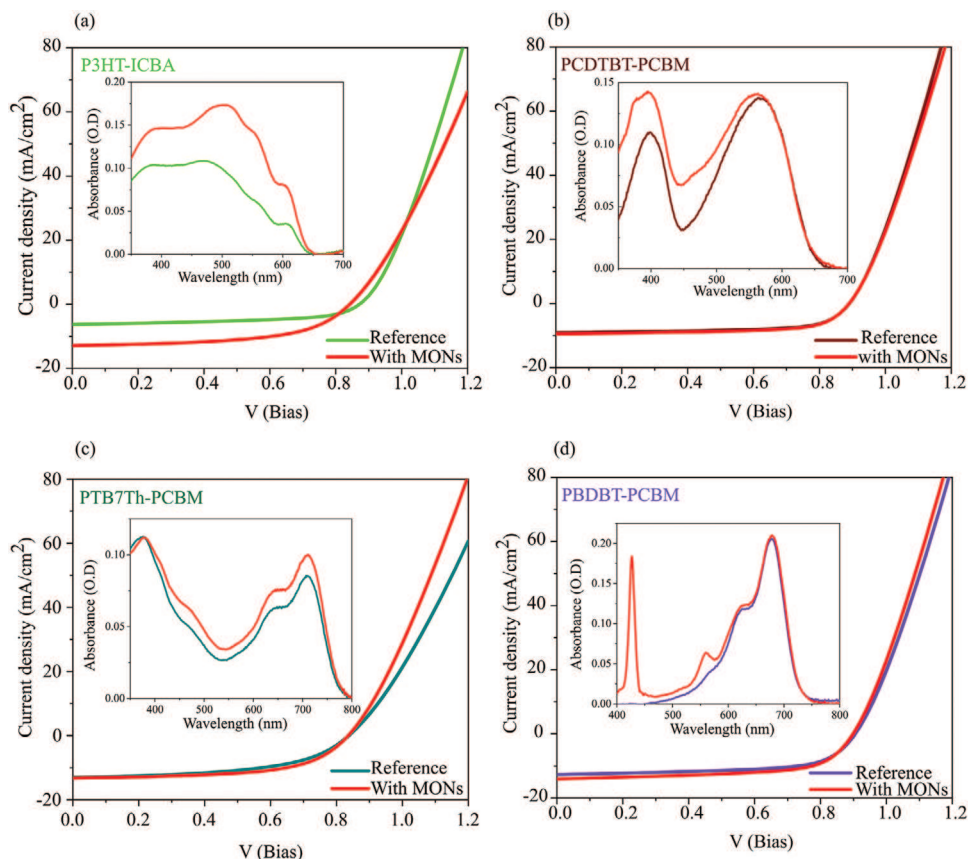 (a)
P3HT-ICBA
Current density (mA/cm²)
80
60
40
20
0
-20
0.0 0.2 0.4 0.6 0.8 1.0 1.2
V (Bias)
Absorbance (O.D)
0.20
0.15
0.10
0.05
0.00
400 500 600 700
Wavelength (nm)
Reference
With MONs
(b)
PCDTBT-PCBM
Current density (mA/cm²)
80
60
40
20
0
-20
0.0 0.2 0.4 0.6 0.8 1.0 1.2
V (Bias)
Absorbance (O.D)
0.15
0.10
0.05
0.00
400 500 600 700
Wavelength (nm)
Reference
with MONs
(c)
PTB7Th-PCBM
Current density (mA/cm²)
80
60
40
20
0
-20
0.0 0.2 0.4 0.6 0.8 1.0 1.2
V (Bias)
Absorbance (O.D)
0.15
0.10
0.05
0.00
400 500 600 700 800
Wavelength (nm)
Reference
With MONs
(d)
PBDBT-PCBM
Current density (mA/cm²)
80
60
40
20
0
-20
0.0 0.2 0.4 0.6 0.8 1.0 1.2
V (Bias)
Absorbance (O.D)
0.20
0.15
0.10
0.05
0.00
400 500 600 700 800
Wavelength (nm)
Reference
With MONs